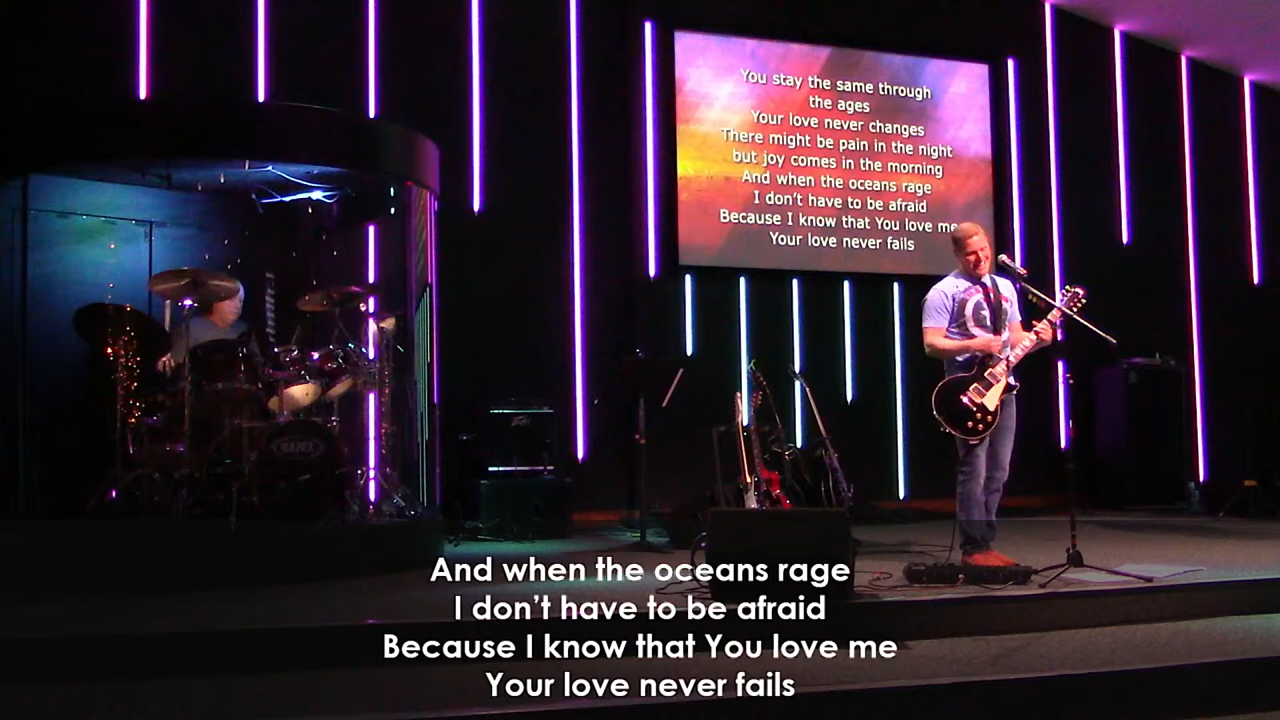 You stay the same through
the ages
Your love never changes
There might be pain in the night
but joy comes in the morning
And when the oceans rage
I don't have to be afraid
Because I know that You love me
Your love never fails
PEAVEY
MAPEX
And when the oceans rage
I don't have to be afraid
Because I know that You love me
Your love never fails